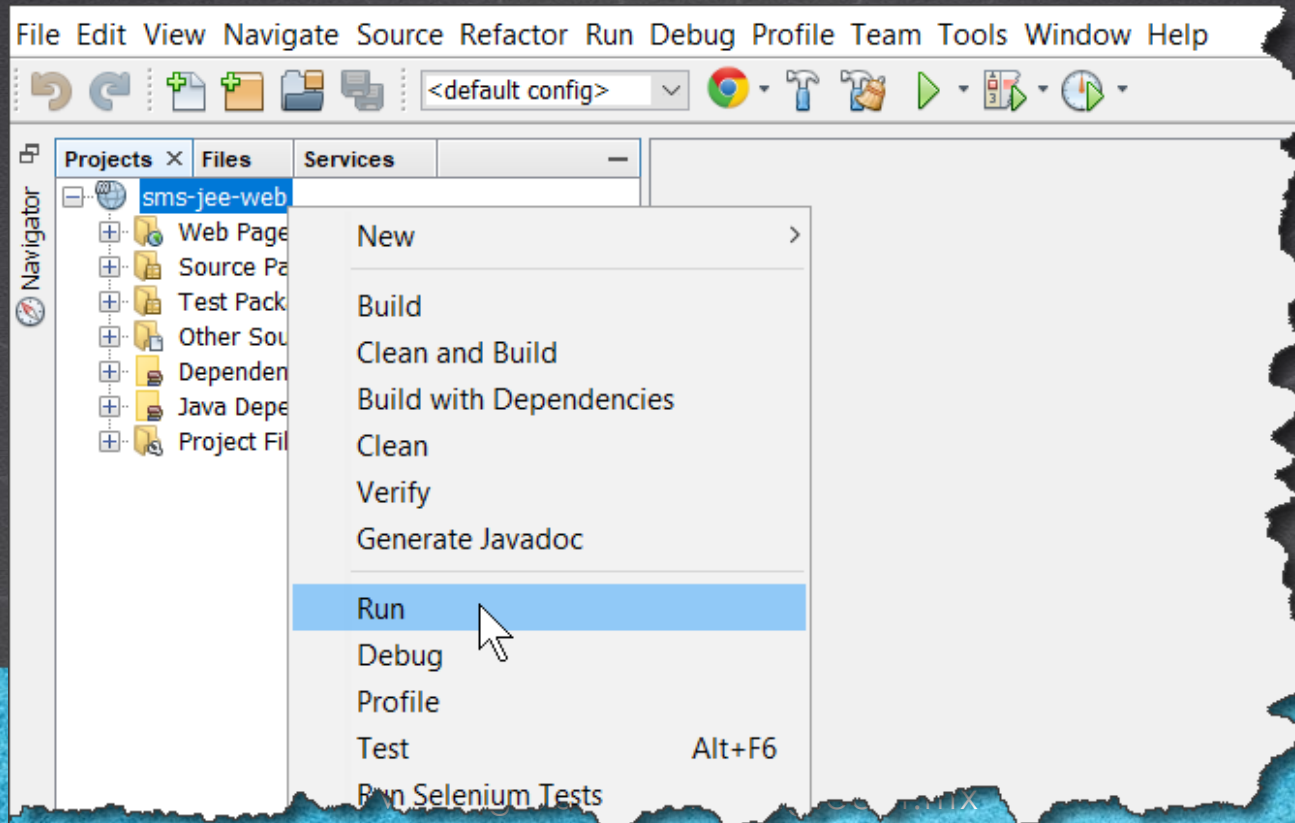 File Edit View Navigate Source Refactor Run Debug Profile Team Tools Window Help
<default config>
Projects Files Services
Navigator
sms-jee-web
Web Page
Source Pa
Test Pack
Other Sou
Dependen
Java Depe
Project Fil
New
Build
Clean and Build
Build with Dependencies
Clean
Verify
Generate Javadoc
Run
Debug
Profile
Test Alt+F6
Run Selenium Tests